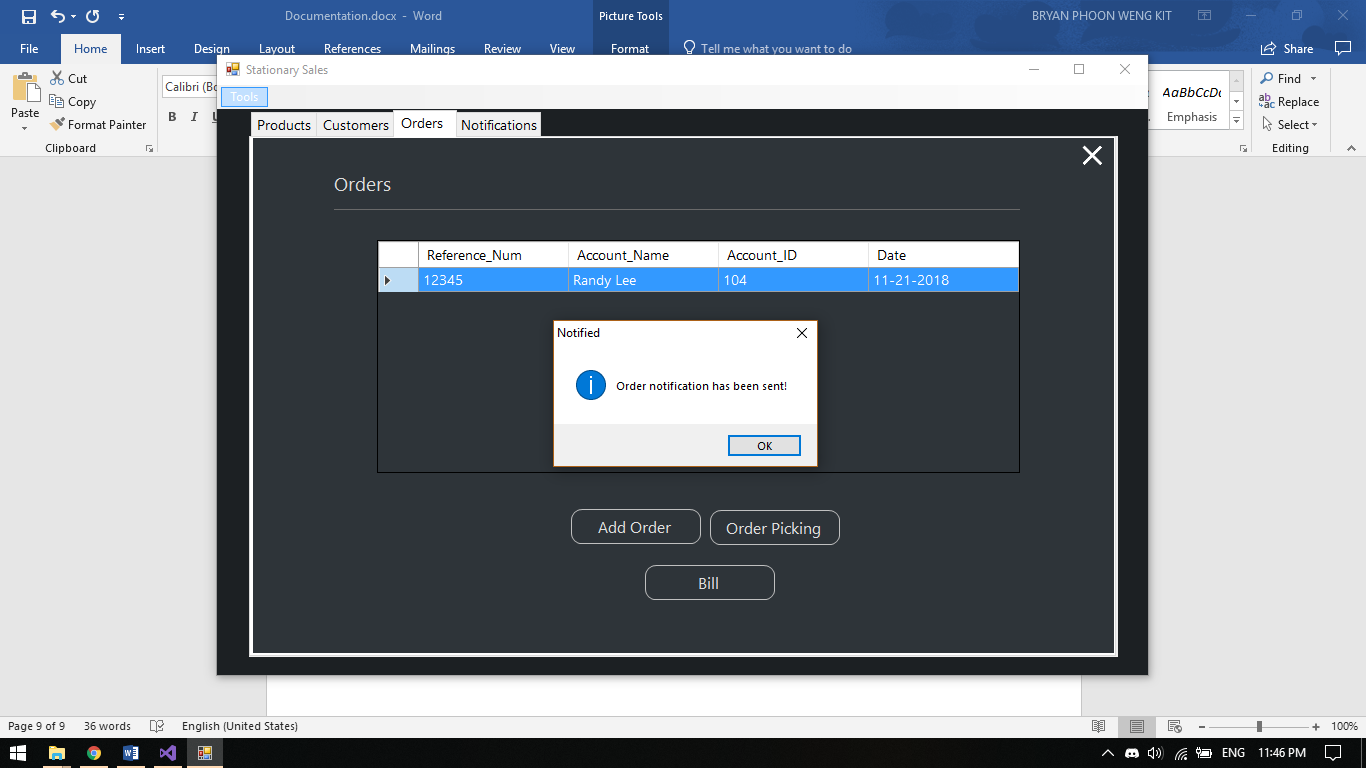 Documentation.docx - Word
Picture Tools
BRYAN PHOON WENG KIT
File
Home
Insert
Design
Layout
References
Mailings
Review
View
Format
Tell me what you want to do
Share
Paste
Cut
Copy
Format Painter
Clipboard
Calibri (Bo
B I U
AaBbCcDc
Emphasis
Find
Replace
Select
Editing
Stationary Sales
Tools
Products
Customers
Orders
Notifications
Orders
Reference_Num Account_Name Account_ID Date
12345 Randy Lee 104 11-21-2018
Notified
Order notification has been sent!
OK
Add Order
Order Picking
Bill
Page 9 of 9 36 words English (United States)
100%
ENG 11:46 PM